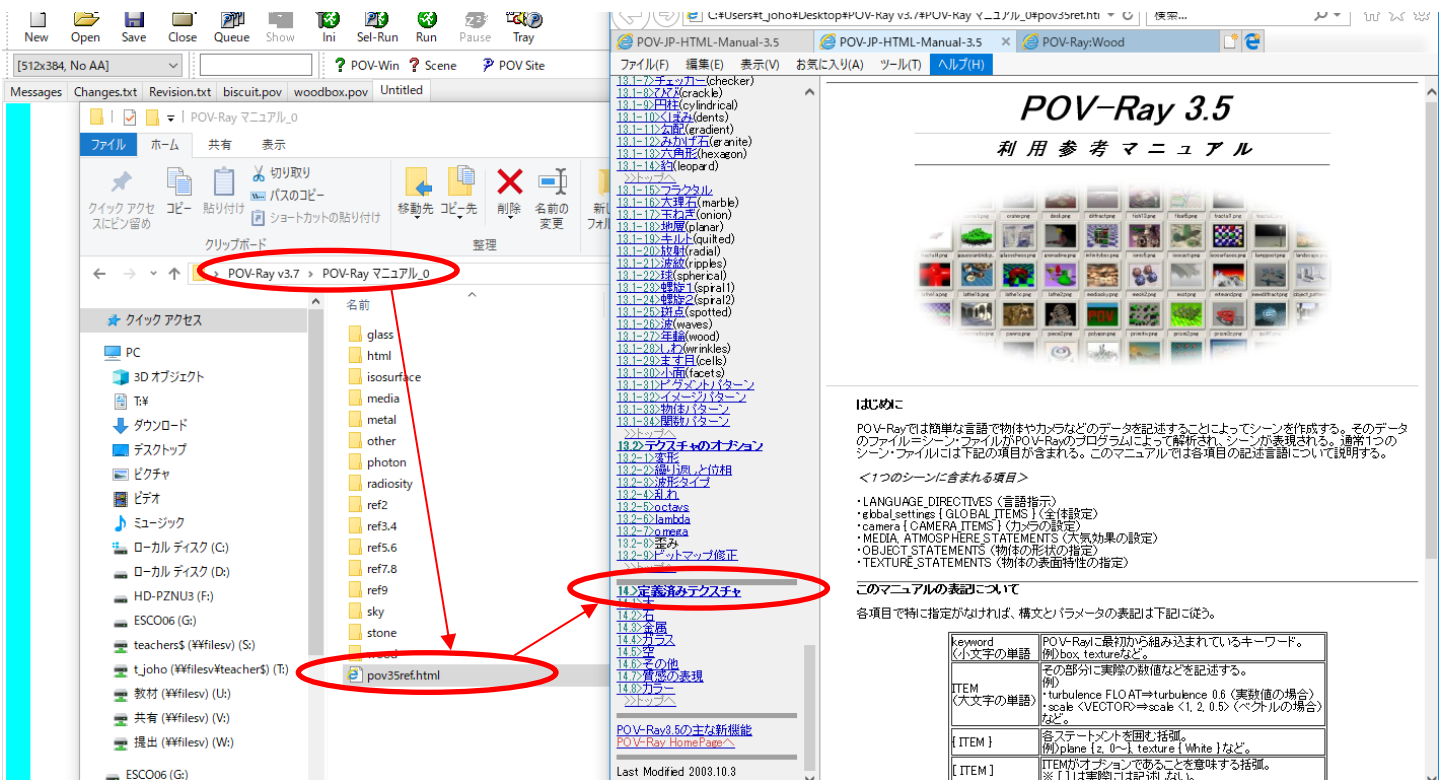 New Open Save Close Queue Show Ini Sel-Run Run Pause Tray
[512x384, No AA]
POV-Win Scene POV Site
Messages Changes.txt Revision.txt biscuit.pov woodbox.pov Untitled
POV-Ray マニュアル_0
ファイル ホーム 共有 表示
クイック アクセスにピン留め
コピー
貼り付け
切り取り
パスのコピー
ショートカットの貼り付け
移動先 コピー先 削除 名前の変更
クリップボード
整理
POV-Ray v3.7 > POV-Ray マニュアル_0
クイック アクセス
PC
3D オブジェクト
T:¥
ダウンロード
デスクトップ
ピクチャ
ビデオ
ミュージック
ローカル ディスク (C:)
ローカル ディスク (D:)
HD-PZNU3 (F:)
ESCO06 (G:)
teachers$ (¥¥filesv) (S:)
t_joho (¥¥filesv¥teacher$) (T:)
教材 (¥¥filesv) (U:)
共有 (¥¥filesv) (V:)
提出 (¥¥filesv) (W:)
ESCO06 (G:)
名前
glass
html
isosurface
media
metal
other
photon
radiosity
ref2
ref3.4
ref5.6
ref7.8
ref9
sky
stone
pov35ref.html
C:¥Users¥t_joho¥Desktop¥POV-Ray v3.7¥POV-Ray マニュアル_0¥pov35ref.htl
検索...
POV-JP-HTML-Manual-3.5
POV-JP-HTML-Manual-3.5
POV-Ray:Wood
ファイル(F) 編集(E) 表示(V) お気に入り(A) ツール(T) ヘルプ(H)
13.1-7>チェッカー(checker)
13.1-8>ひび(crackle)
13.1-9>円柱(cylindrical)
13.1-10>くぼみ(dents)
13.1-11>勾配(gradient)
13.1-12>みかげ石(granite)
13.1-13>六角形(hexagon)
13.1-14>豹(leopard)
>>トップへ
13.1-15>フラクタル
13.1-16>大理石(marble)
13.1-17>玉ねぎ(onion)
13.1-18>地層(planar)
13.1-19>キルト(quilted)
13.1-20>放射(radial)
13.1-21>波紋(ripples)
13.1-22>球(spherical)
13.1-23>螺旋1(spiral1)
13.1-24>螺旋2(spiral2)
13.1-25>斑点(spotted)
13.1-26>波(waves)
13.1-27>年輪(wood)
13.1-28>しわ(wrinkles)
13.1-29>ます目(cells)
13.1-30>小面(facets)
13.1-31>ピグメントパターン
13.1-32>イメージパターン
13.1-33>物体パターン
13.1-34>関数パターン
>>トップへ
13.2>テクスチャのオプション
13.2-1>変形
13.2-2>繰り返しと位相
13.2-3>波形タイプ
13.2-4>乱れ
13.2-5>octavs
13.2-6>lambda
13.2-7>omega
13.2-8>歪み
13.2-9>ビットマップ修正
14.>定義済みテクスチャ
14.2>石
14.3>金属
14.4>ガラス
14.5>空
14.6>その他
14.7>質感の表現
14.8>カラー
>>トップへ
POV-Ray3.5の主な新機能
POV-Ray HomePageへ
Last Modified 2003.10.3
POV-Ray 3.5
利用参考マニュアル
はじめに
POV-Rayでは簡単な言語で物体やカメラなどのデータを記述することによってシーンを作成する。そのデータ
のファイル=シーン・ファイルがPOV-Rayのプログラムによって解析され、シーンが表現される。通常1つの
シーン・ファイルには下記の項目が含まれる。このマニュアルでは各項目の記述言語について説明する。
<1つのシーンに含まれる項目>
・LANGUAGE_DIRECTIVES (言語指示)
・global_settings { GLOBAL_ITEMS } (全体設定)
・camera { CAMERA_ITEMS } (カメラの設定)
・MEDIA, ATMOSPHERE_STATEMENTS (大気効果の設定)
・OBJECT_STATEMENTS (物体の形状の指定)
・TEXTURE_STATEMENTS (物体の表面特性の指定)
このマニュアルの表記について
各項目で特に指定がなければ、構文とパラメータの表記は下記に従う。
keyword
(小文字の単語
POV-Rayに最初から組み込まれているキーワード。
例)box, textureなど。
ITEM
(大文字の単語)
その部分に実際の数値などを記述する。
例)
・turbulence FLOAT⇒turbulence 0.6 (実数値の場合)
・scale <VECTOR>⇒scale <1, 2, 0.5> (ベクトルの場合)
など。
{ ITEM }
各ステートメントを囲む括弧。
例)plane { z, 0~}, texture { White }など。
[ ITEM ]
ITEMがオプションであることを意味する括弧。
※ [ ]は実際には記述しない。